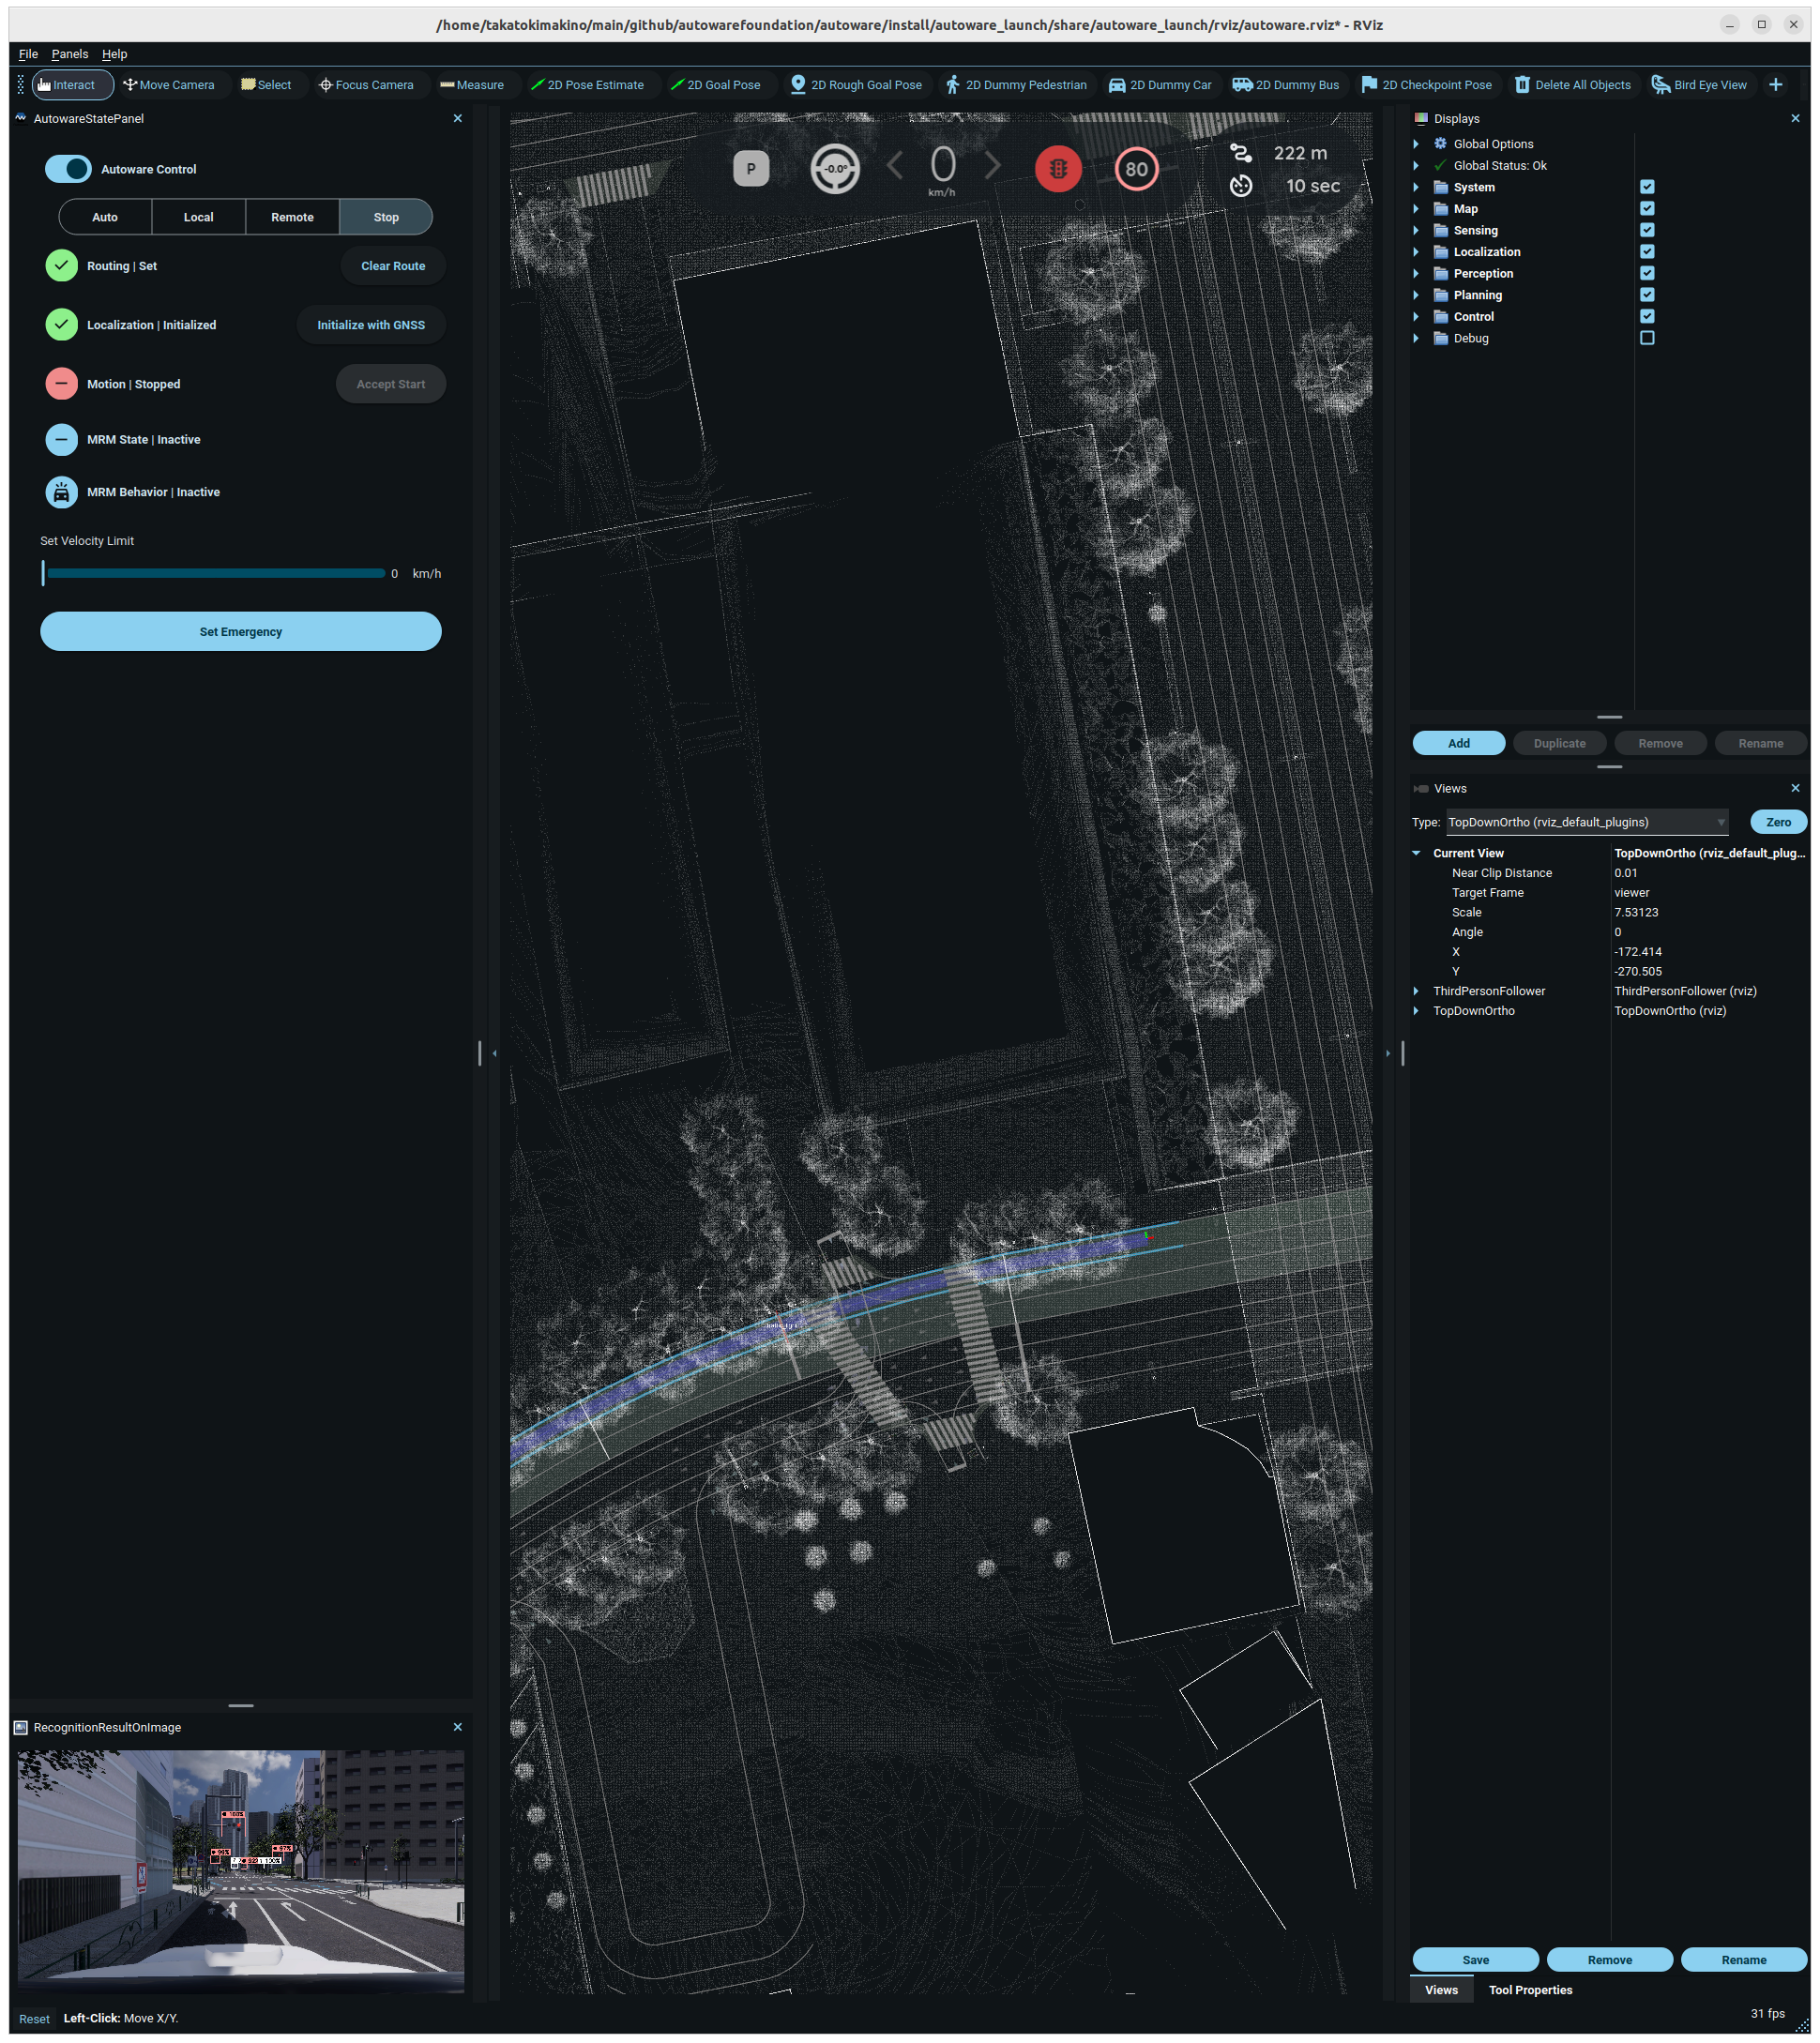 /home/takatokimakino/main/github/autowarefoundation/autoware/install/autoware_launch/share/autoware_launch/rviz/autoware.rviz* - RViz
File Panels Help
Interact Move Camera Select Focus Camera Measure 2D Pose Estimate 2D Goal Pose 2D Rough Goal Pose 2D Dummy Pedestrian 2D Dummy Car 2D Dummy Bus 2D Checkpoint Pose Delete All Objects Bird Eye View
AutowareStatePanel
Autoware Control
Auto Local Remote Stop
Routing | Set Clear Route
Localization | Initialized Initialize with GNSS
Motion | Stopped Accept Start
MRM State | Inactive
MRM Behavior | Inactive
Set Velocity Limit
0 km/h
Set Emergency
RecognitionResultOnImage
Reset Left-Click: Move X/Y.
P
-0.0°
0
km/h
80
222 m
10 sec
Displays
Global Options
Global Status: Ok
System
Map
Sensing
Localization
Perception
Planning
Control
Debug
Add Duplicate Remove Rename
Views
Type: TopDownOrtho (rviz_default_plugins) Zero
Current View TopDownOrtho (rviz_default_plug...
Near Clip Distance 0.01
Target Frame viewer
Scale 7.53123
Angle 0
X -172.414
Y -270.505
ThirdPersonFollower ThirdPersonFollower (rviz)
TopDownOrtho TopDownOrtho (rviz)
Save Remove Rename
Views Tool Properties
31 fps